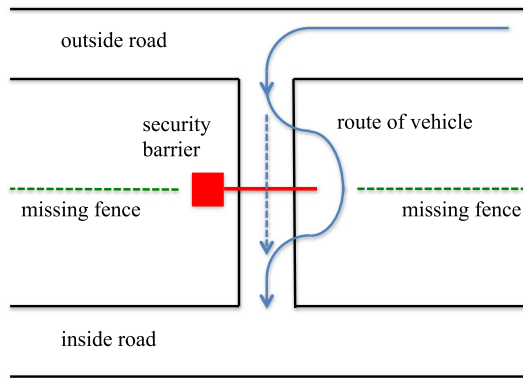 outside road
security
barrier
route of vehicle
missing fence
missing fence
inside road